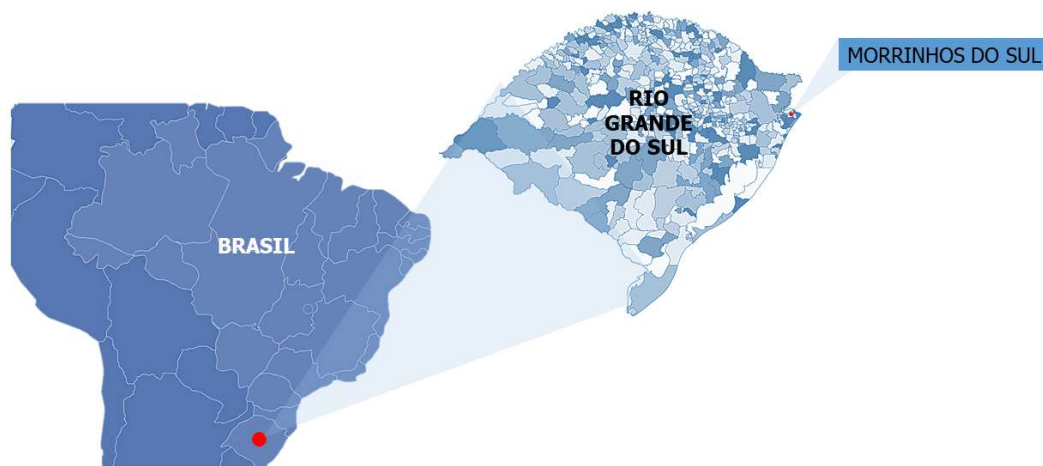 MORRINHOS DO SUL
RIO
GRANDE
DO SUL
BRASIL